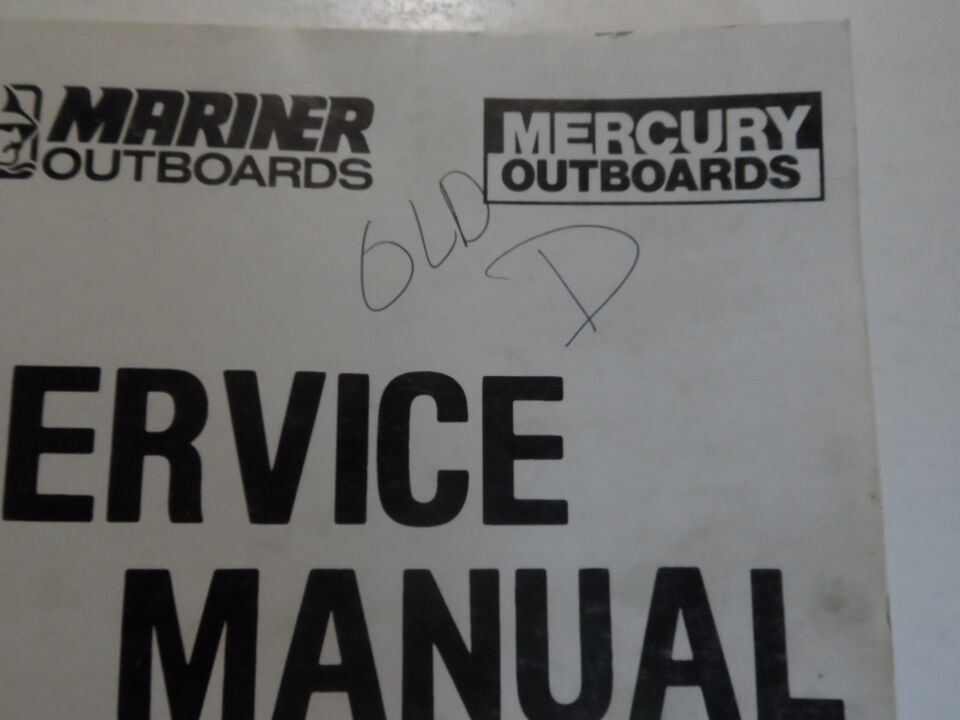 MARINER MERCURY
OUTBOARDS OUTBOARDS
OLD
D
ERVICE
MANUAL